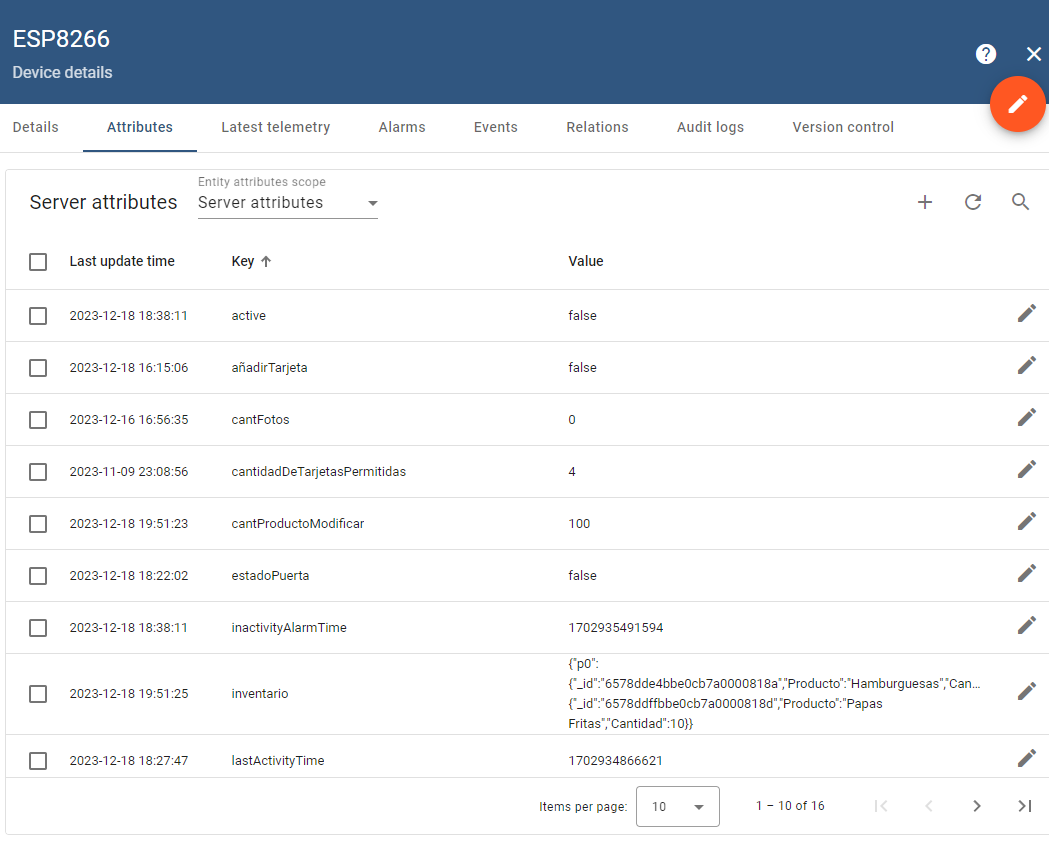 ESP8266
Device details
Details Attributes Latest telemetry Alarms Events Relations Audit logs Version control
Server attributes
Entity attributes scope
Server attributes
Last update time Key Value
2023-12-18 18:38:11 active false
2023-12-18 16:15:06 añadirTarjeta false
2023-12-16 16:56:35 cantFotos 0
2023-11-09 23:08:56 cantidadDeTarjetasPermitidas 4
2023-12-18 19:51:23 cantProductoModificar 100
2023-12-18 18:22:02 estadoPuerta false
2023-12-18 18:38:11 inactivityAlarmTime 1702935491594
2023-12-18 19:51:25 inventario {"p0":
{"_id":"6578dde4bbe0cb7a0000818a","Producto":"Hamburguesas","Can...
{"_id":"6578ddffbbe0cb7a0000818d","Producto":"Papas
Fritas","Cantidad":10}}
2023-12-18 18:27:47 lastActivityTime 1702934866621
Items per page: 10 1 – 10 of 16